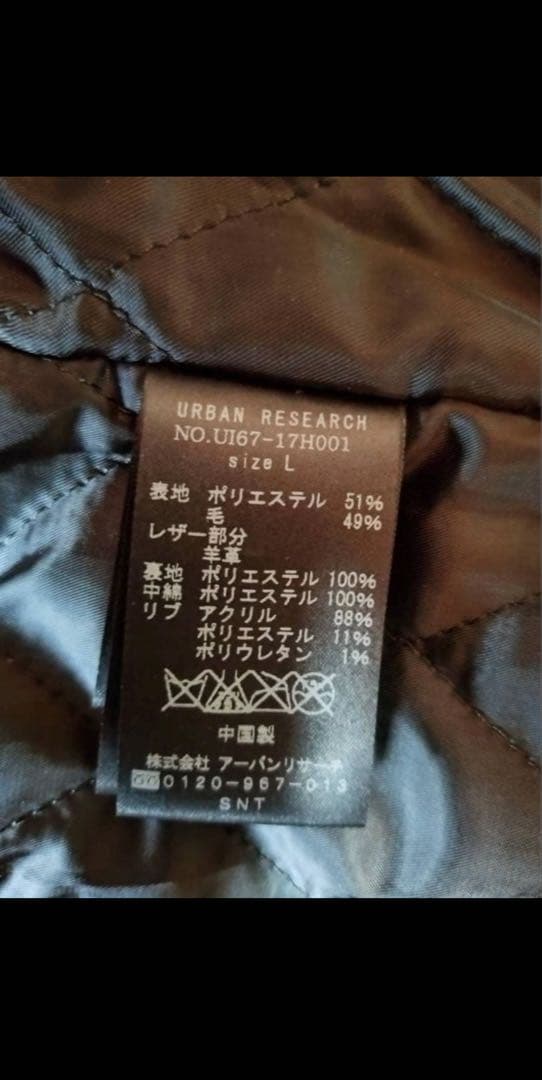 URBAN RESEARCH
NO.UI67-17H001
size L
表地 ポリエステル 51%
毛 49%
レザー部分
羊革
裏地 ポリエステル 100%
中綿 ポリエステル 100%
リブ アクリル 88%
ポリエステル 11%
ポリウレタン 1%
中国製
株式会社 アーバンリサーチ
0120-967-013
SNT